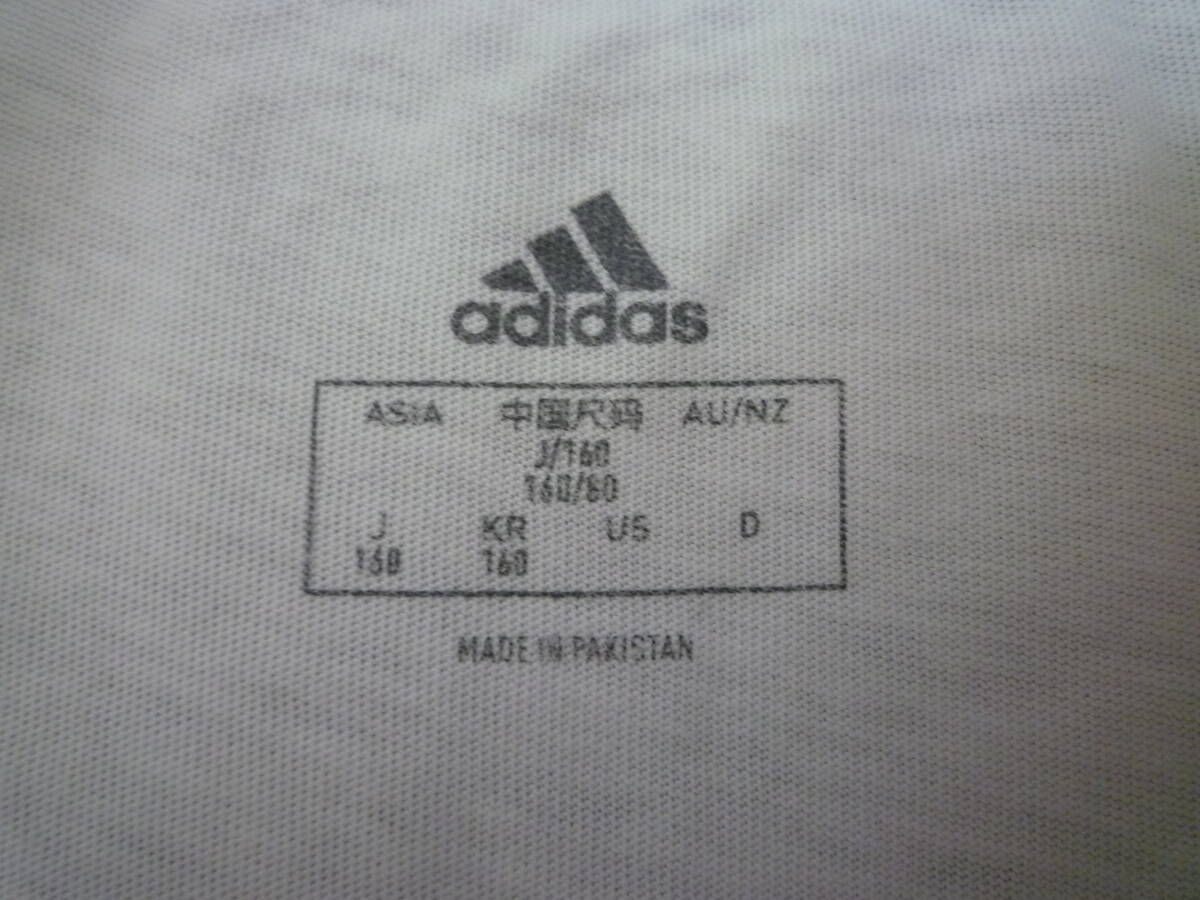 adidas
ASIA 中国尺码 AU/NZ
J/160
160/80
J KR US D
160 160
MADE IN PAKISTAN